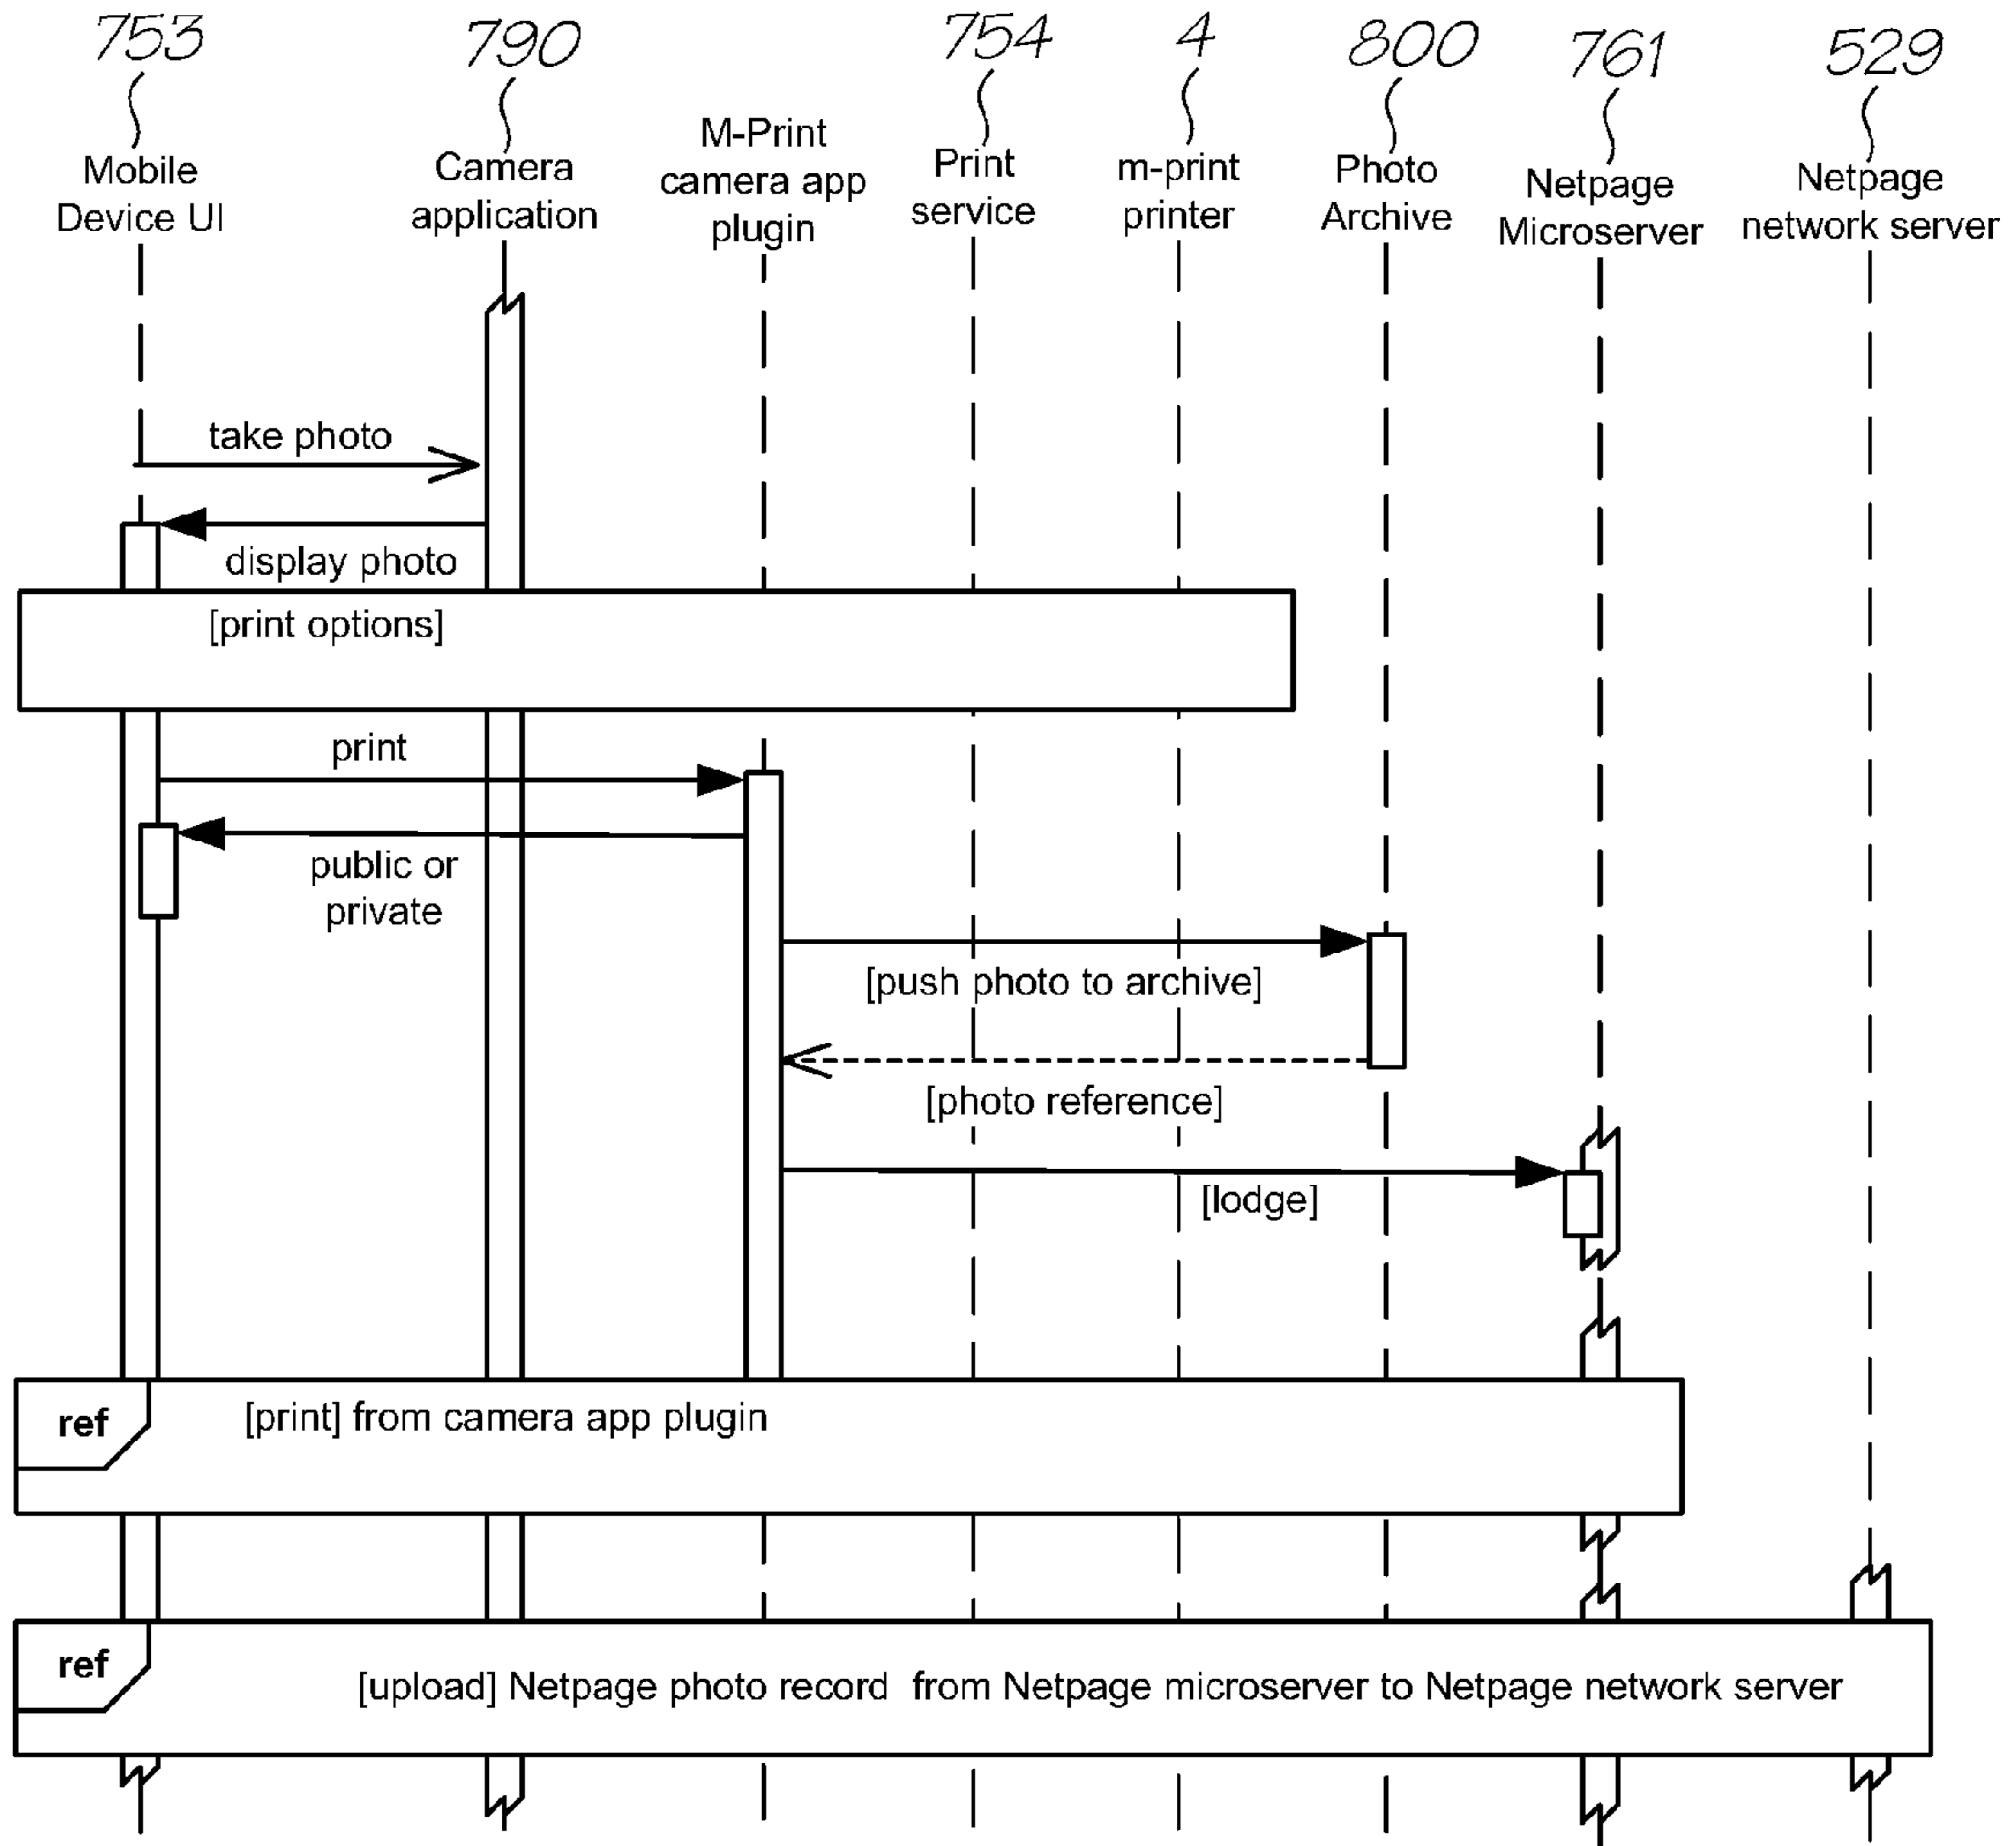 753
790
754
4
800
761
529
Mobile
Device UI
Camera
application
M-Print
camera app
plugin
Print
service
m-print
printer
Photo
Archive
Netpage
Microserver
Netpage
network server
take photo
display photo
[print options]
print
public or
private
[push photo to archive]
[photo reference]
[lodge]
ref
[print] from camera app plugin
ref
[upload] Netpage photo record from Netpage microserver to Netpage network server